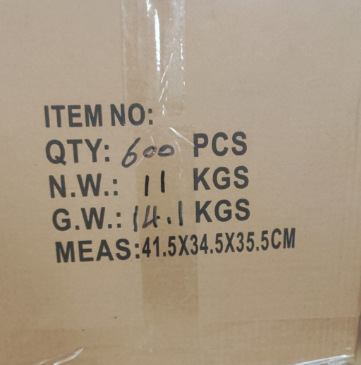 ITEM NO:
QTY: 600 PCS
N.W.: 11 KGS
G.W.: 14.1 KGS
MEAS:41.5X34.5X35.5CM